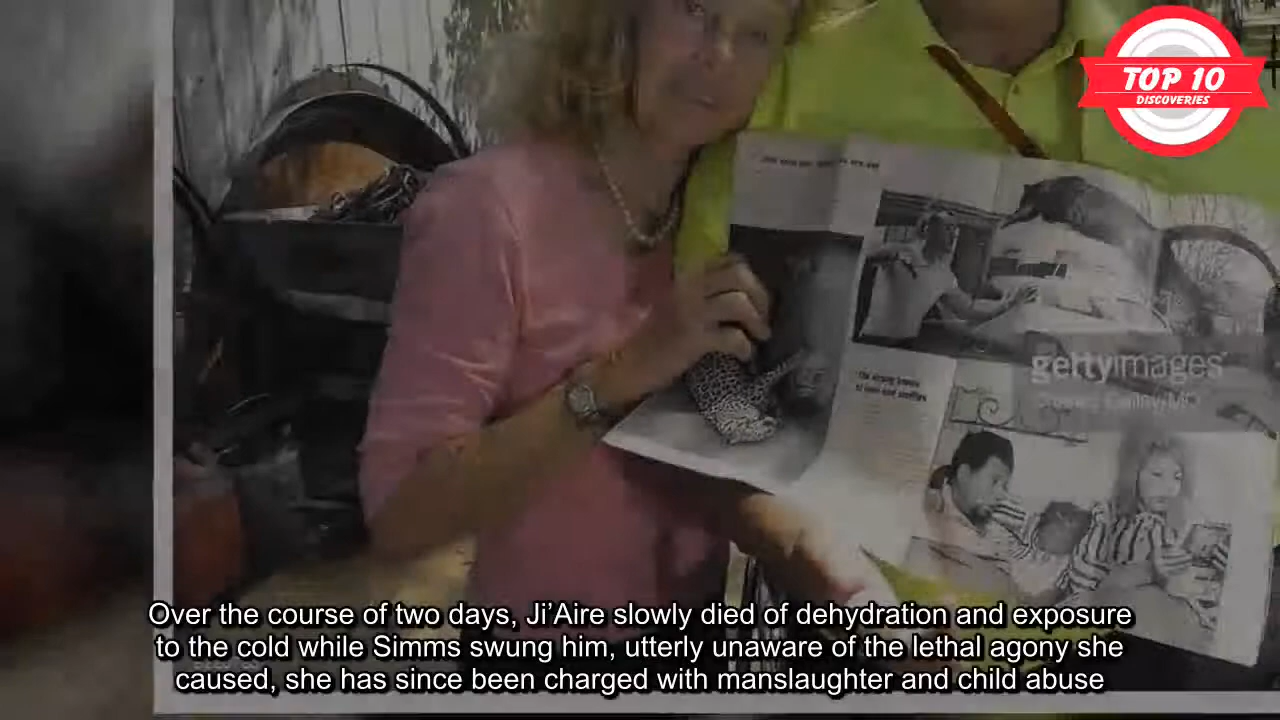 TOP 10
DISCOVERIES
gettyimages®
Over the course of two days, Ji’Aire slowly died of dehydration and exposure
to the cold while Simms swung him, utterly unaware of the lethal agony she
caused, she has since been charged with manslaughter and child abuse